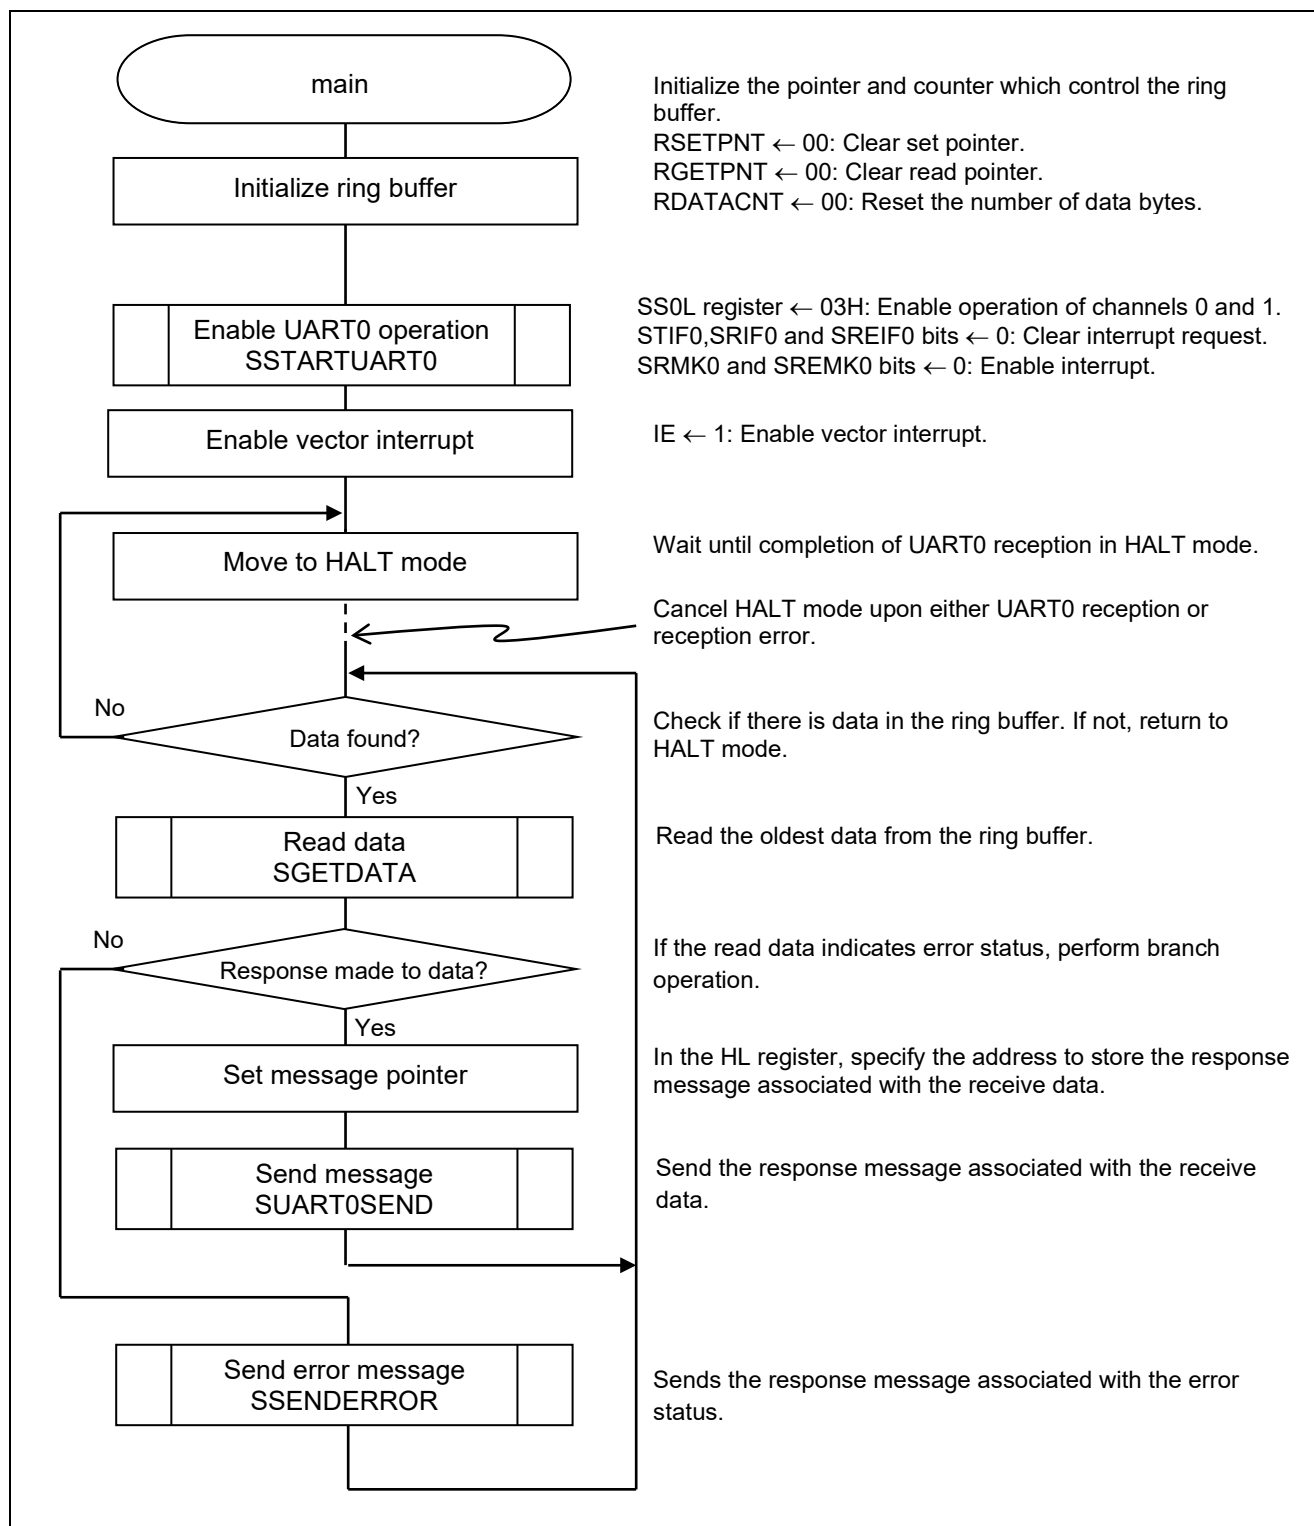 main
Initialize the pointer and counter which control the ring
buffer.
RSETPNT ← 00: Clear set pointer.
RGETPNT ← 00: Clear read pointer.
RDATACNT ← 00: Reset the number of data bytes.
Initialize ring buffer
Enable UART0 operation
SSTARTUART0
SS0L register ← 03H: Enable operation of channels 0 and 1.
STIF0,SRIF0 and SREIF0 bits ← 0: Clear interrupt request.
SRMK0 and SREMK0 bits ← 0: Enable interrupt.
Enable vector interrupt
IE ← 1: Enable vector interrupt.
Move to HALT mode
Wait until completion of UART0 reception in HALT mode.
Cancel HALT mode upon either UART0 reception or
reception error.
No
Data found?
Check if there is data in the ring buffer. If not, return to
HALT mode.
Yes
Read data
SGETDATA
Read the oldest data from the ring buffer.
No
Response made to data?
If the read data indicates error status, perform branch
operation.
Yes
Set message pointer
In the HL register, specify the address to store the response
message associated with the receive data.
Send message
SUART0SEND
Send the response message associated with the receive
data.
Send error message
SSENDERROR
Sends the response message associated with the error
status.